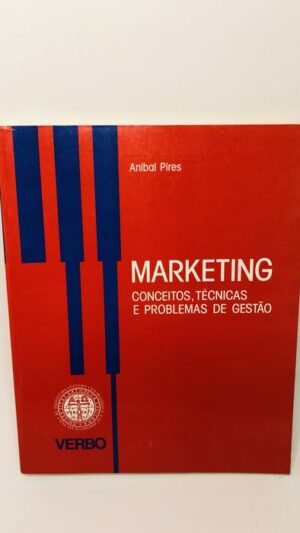 Anibal Pires
MARKETING
CONCEITOS, TÉCNICAS
E PROBLEMAS DE GESTÃO
VERBO